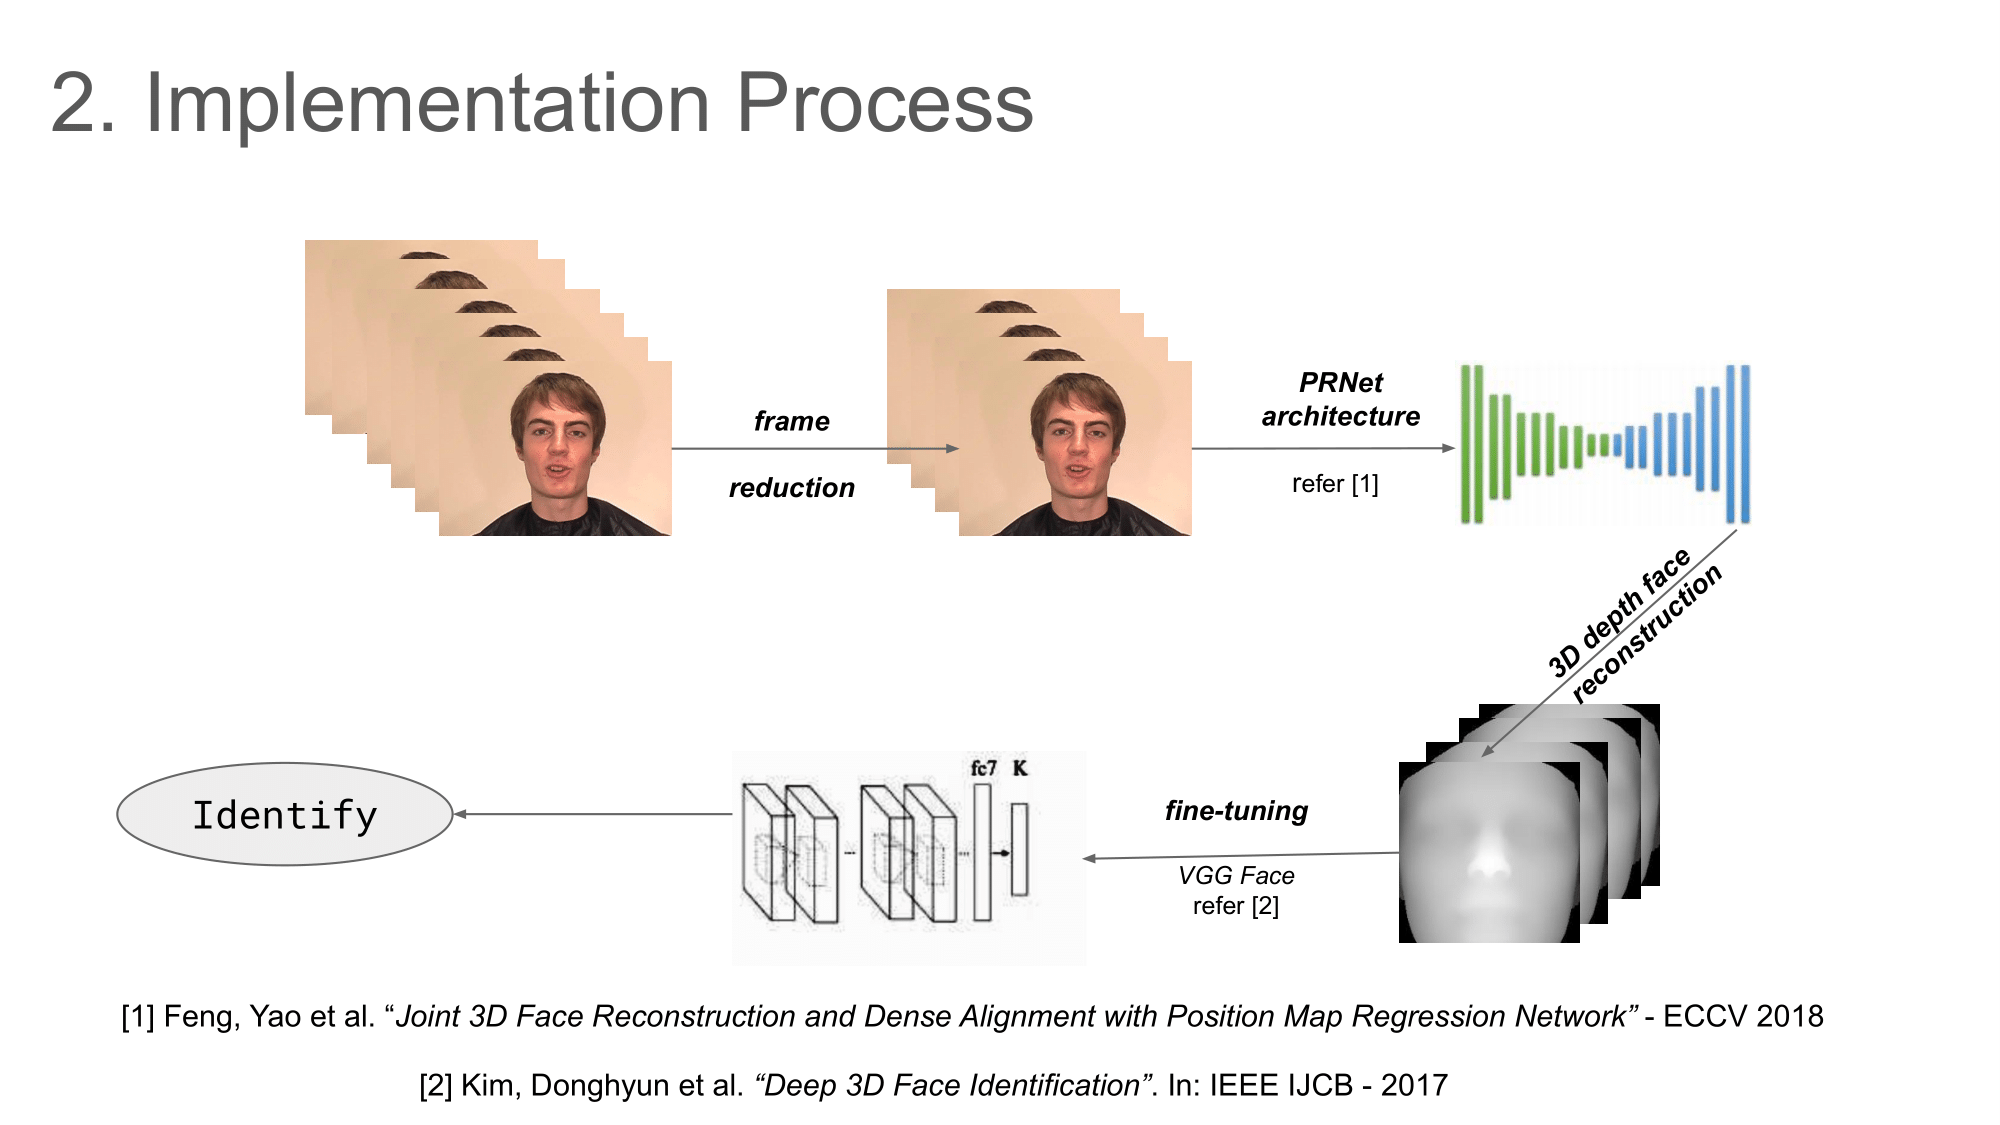 2. Implementation Process
frame
reduction
PRNet
architecture
refer [1]
3D depth face
reconstruction
fc7 K
fine-tuning
VGG Face
refer [2]
Identify
[1] Feng, Yao et al. “Joint 3D Face Reconstruction and Dense Alignment with Position Map Regression Network” - ECCV 2018
[2] Kim, Donghyun et al. “Deep 3D Face Identification”. In: IEEE IJCB - 2017